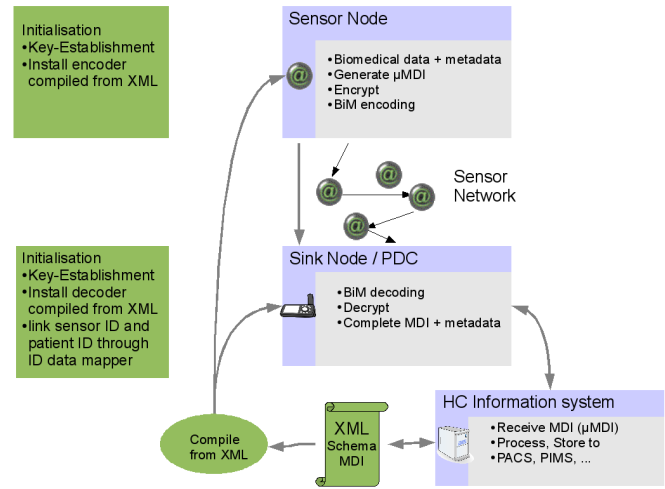 Initialisation
•Key-Establishment
•Install encoder
compiled from XML
Sensor Node
•Biomedical data + metadata
•Generate µMDI
•Encrypt
•BiM encoding
@
@
@
@
@
Sensor
Network
Initialisation
•Key-Establishment
•Install decoder
compiled from XML
•link sensor ID and
patient ID through
ID data mapper
Sink Node / PDC
•BiM decoding
•Decrypt
•Complete MDI + metadata
HC Information system
•Receive MDI (µMDI)
•Process, Store to
•PACS, PIMS, ...
XML
Schema
MDI
Compile
from XML